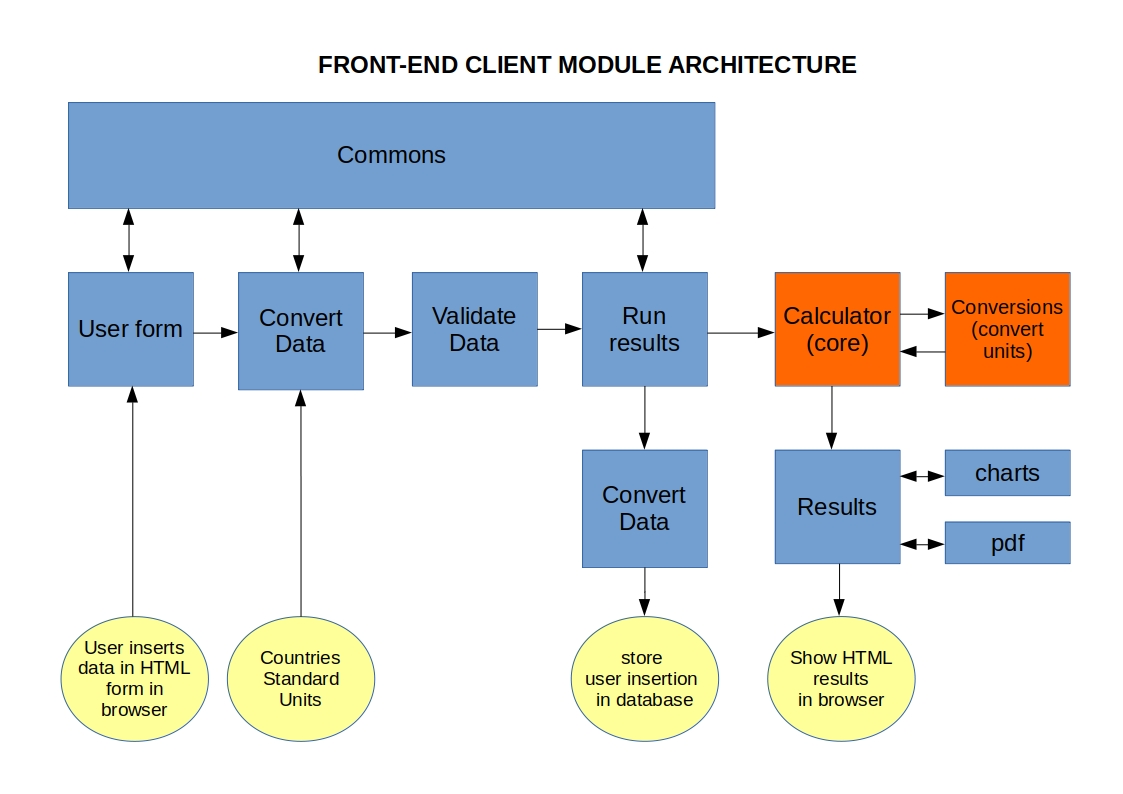 FRONT-END CLIENT MODULE ARCHITECTURE
Commons
User form
Convert
Data
Validate
Data
Run
results
Calculator
(core)
Conversions
(convert
units)
Convert
Data
Results
charts
pdf
User inserts
data in HTML
form in
browser
Countries
Standard
Units
store
user insertion
in database
Show HTML
results
in browser